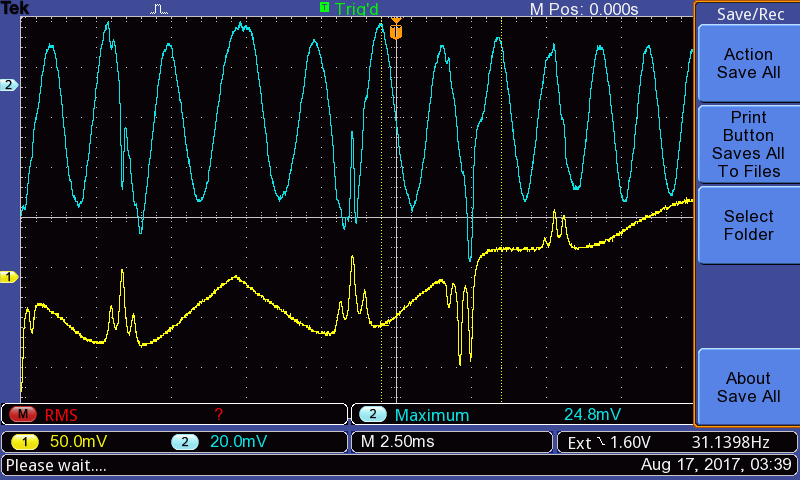 Tek
T Trig'd
M Pos: 0.000s
Save/Rec
T
Action
Save All
2
Print
Button
Saves All
To Files
Select
Folder
1
About
Save All
M RMS ?
2 Maximum 24.8mV
1 50.0mV 2 20.0mV
M 2.50ms
Ext 1.60V 31.1398Hz
Please wait....
Aug 17, 2017, 03:39